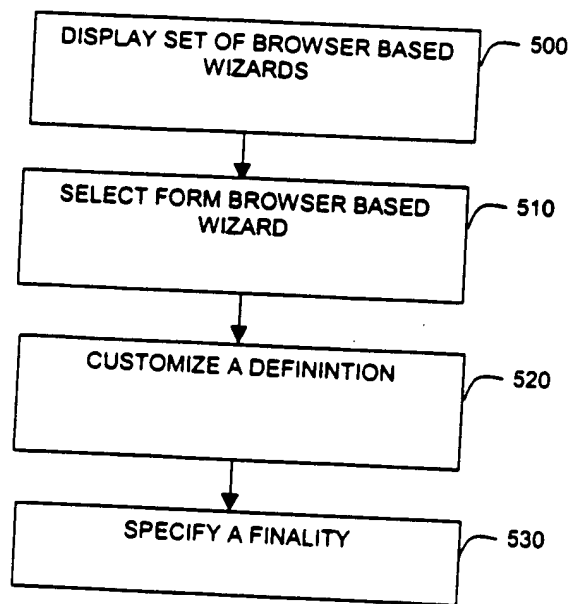 DISPLAY SET OF BROWSER BASED
WIZARDS
500
SELECT FORM BROWSER BASED
WIZARD
510
CUSTOMIZE A DEFININTION
520
SPECIFY A FINALITY
530